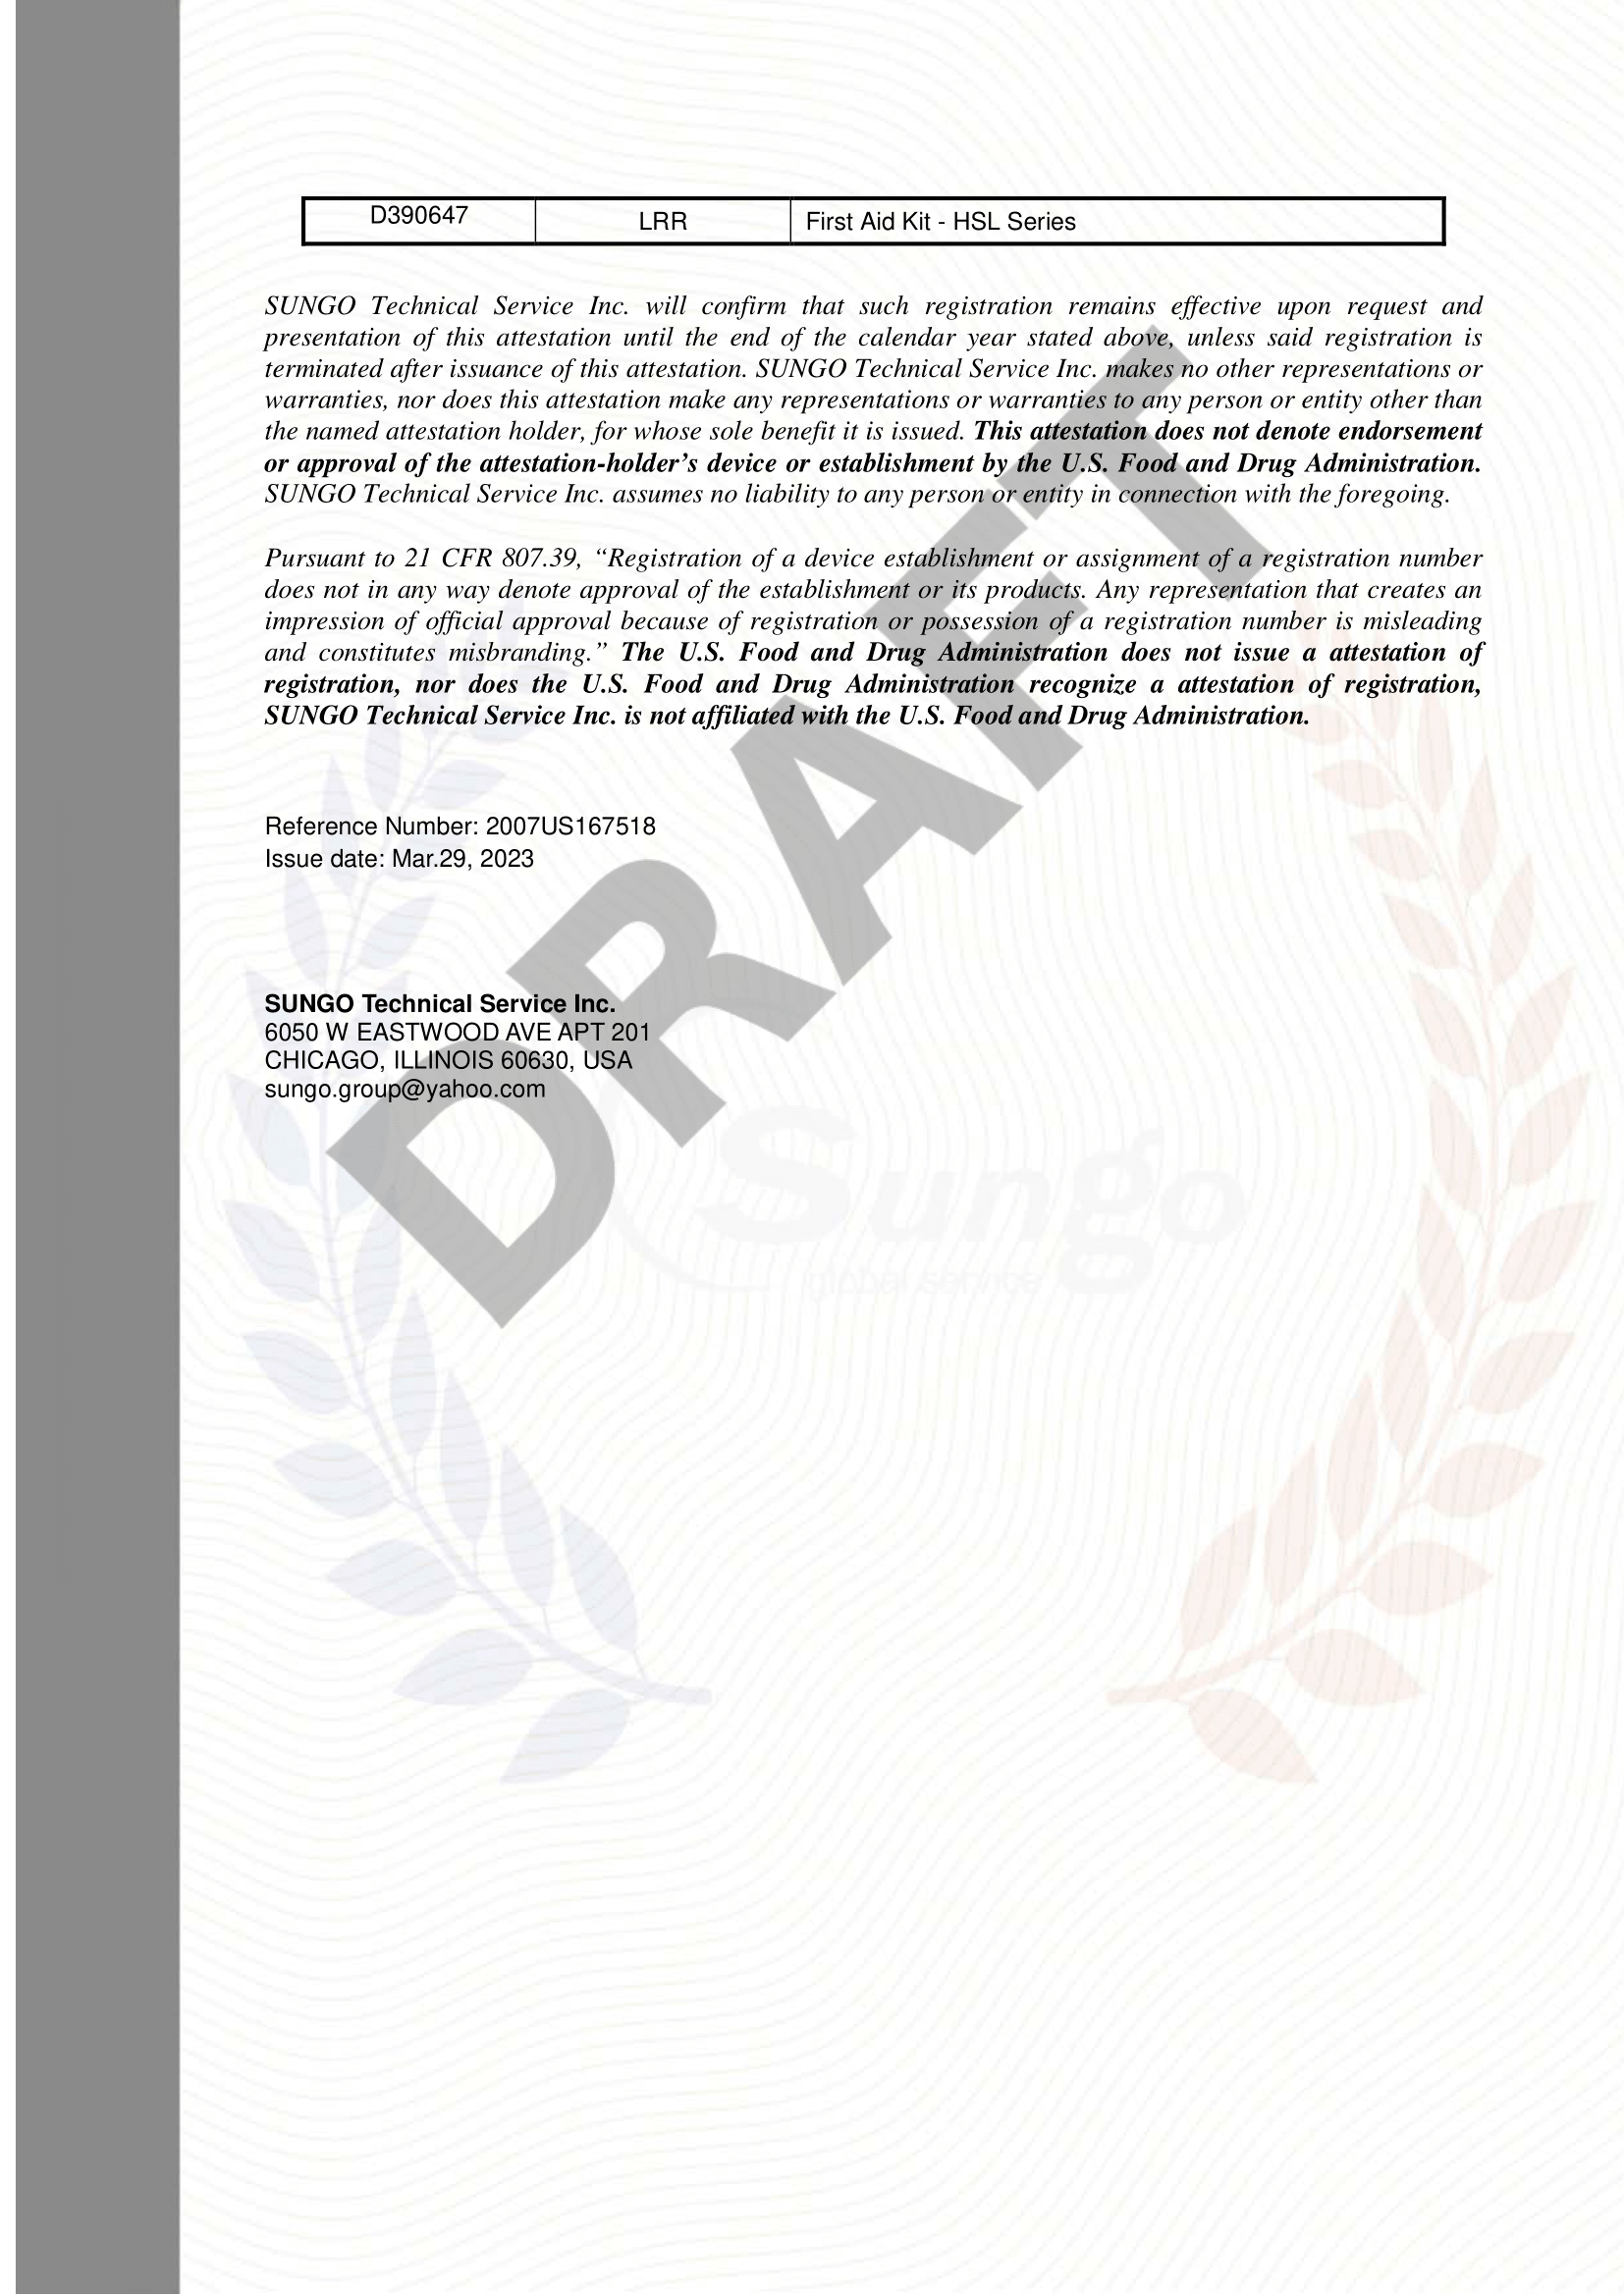 D390647 LRR First Aid Kit - HSL Series
SUNGO Technical Service Inc. will confirm that such registration remains effective upon request and
presentation of this attestation until the end of the calendar year stated above, unless said registration is
terminated after issuance of this attestation. SUNGO Technical Service Inc. makes no other representations or
warranties, nor does this attestation make any representations or warranties to any person or entity other than
the named attestation holder, for whose sole benefit it is issued. This attestation does not denote endorsement
or approval of the attestation-holder’s device or establishment by the U.S. Food and Drug Administration.
SUNGO Technical Service Inc. assumes no liability to any person or entity in connection with the foregoing.
Pursuant to 21 CFR 807.39, “Registration of a device establishment or assignment of a registration number
does not in any way denote approval of the establishment or its products. Any representation that creates an
impression of official approval because of registration or possession of a registration number is misleading
and constitutes misbranding.” The U.S. Food and Drug Administration does not issue a attestation of
registration, nor does the U.S. Food and Drug Administration recognize a attestation of registration,
SUNGO Technical Service Inc. is not affiliated with the U.S. Food and Drug Administration.
Reference Number: 2007US167518
Issue date: Mar.29, 2023
SUNGO Technical Service Inc.
6050 W EASTWOOD AVE APT 201
CHICAGO, ILLINOIS 60630, USA
sungo.group@yahoo.com
DRAFT
Sungo
global service